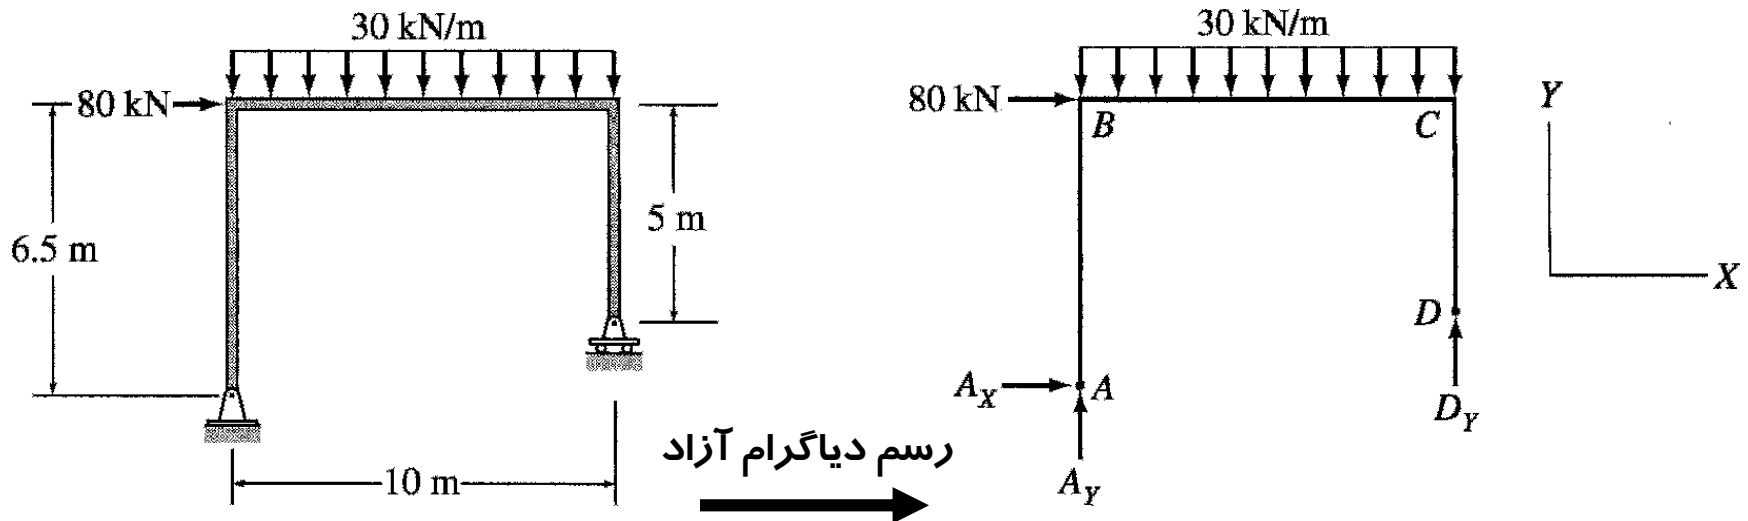 30 kN/m
80 kN
6.5 m
5 m
10 m
رسم دیاگرام آزاد
30 kN/m
80 kN
B
C
D
A_X
A
D_Y
A_Y
Y
X